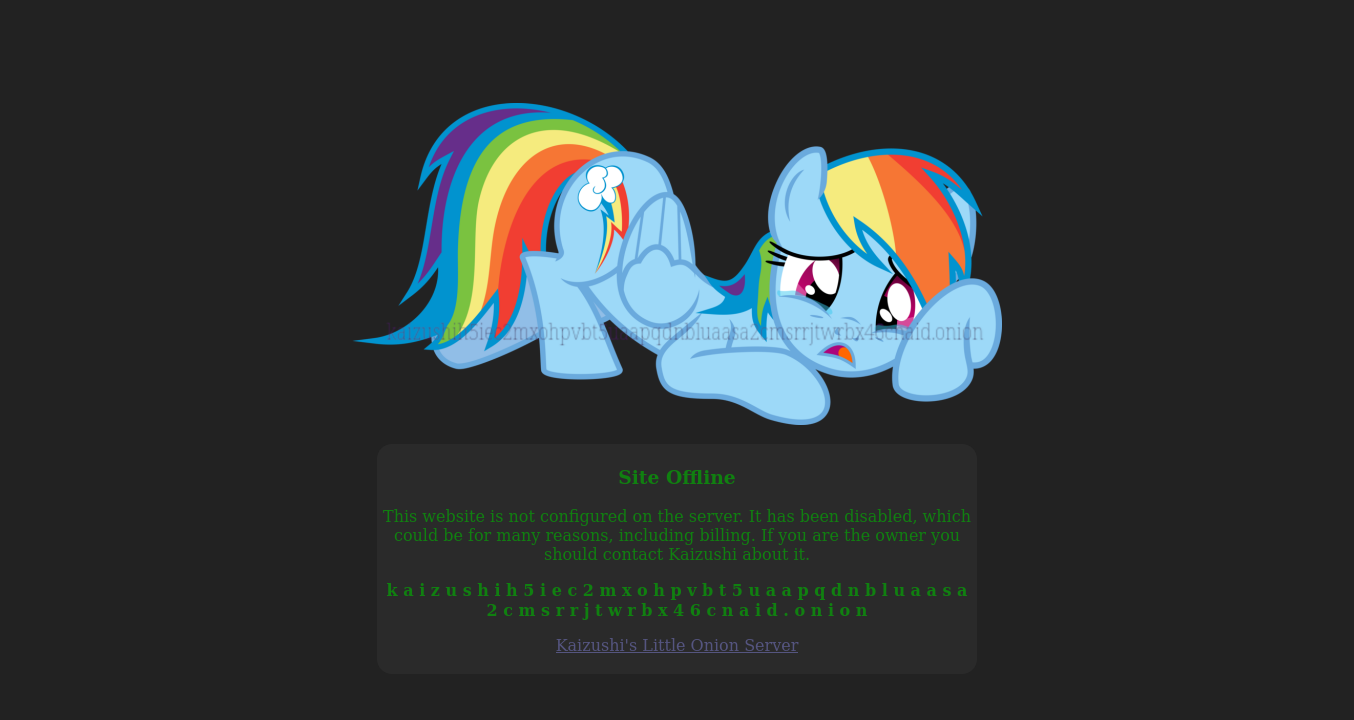 kaizushih5iec2mxohpvbt5uaapqdnbluaasa2cmsrrjtwrbx46cnaid.onion
Site Offline
This website is not configured on the server. It has been disabled, which
could be for many reasons, including billing. If you are the owner you
should contact Kaizushi about it.
k a i z u s h i h 5 i e c 2 m x o h p v b t 5 u a a p q d n b l u a a s a
2 c m s r r j t w r b x 4 6 c n a i d . o n i o n
Kaizushi's Little Onion Server